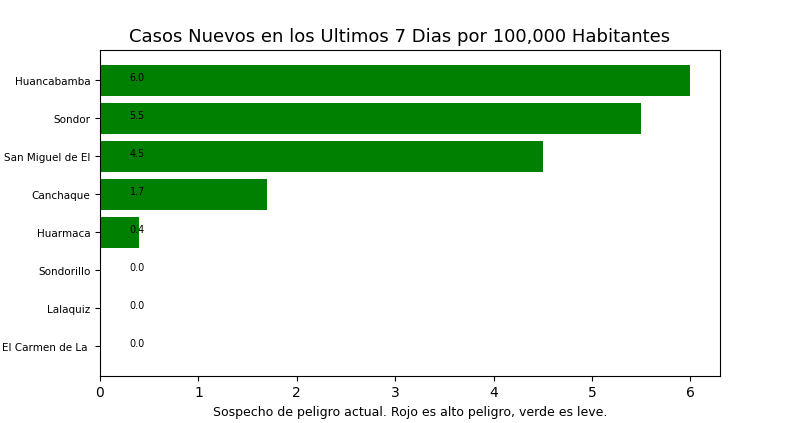 Casos Nuevos en los Ultimos 7 Dias por 100,000 Habitantes
Huancabamba 6.0
Sondor 5.5
San Miguel de El 4.5
Canchaque 1.7
Huarmaca 0.4
Sondorillo 0.0
Lalaquiz 0.0
El Carmen de La 0.0
0 1 2 3 4 5 6
Sospecho de peligro actual. Rojo es alto peligro, verde es leve.